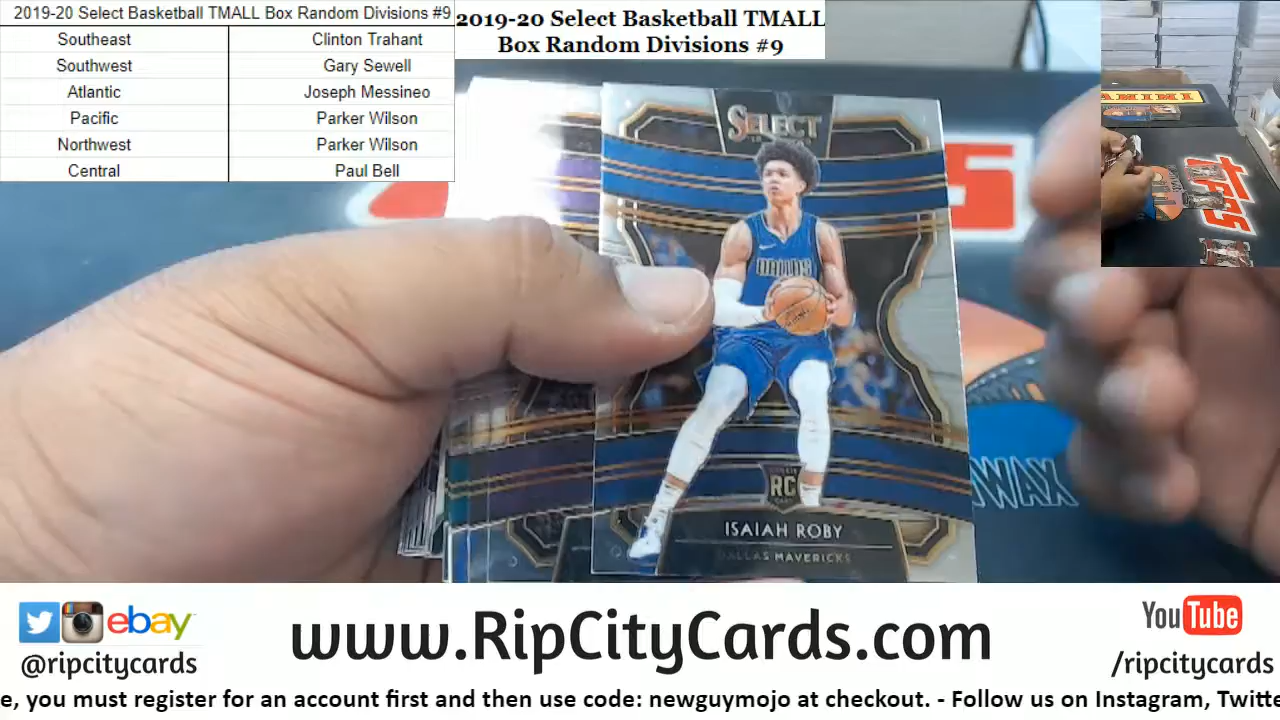 2019-20 Select Basketball TMALL Box Random Divisions #9
Southeast Clinton Trahant
Southwest Gary Sewell
Atlantic Joseph Messineo
Pacific Parker Wilson
Northwest Parker Wilson
Central Paul Bell
2019-20 Select Basketball TMALL
Box Random Divisions #9
PANINI
topps
SELECT
DALLAS
RC
ISAIAH ROBY
DALLAS MAVERICKS
WAX
ebay
@ripcitycards
www.RipCityCards.com
YouTube
/ripcitycards
e, you must register for an account first and then use code: newguymojo at checkout. - Follow us on Instagram, Twitte